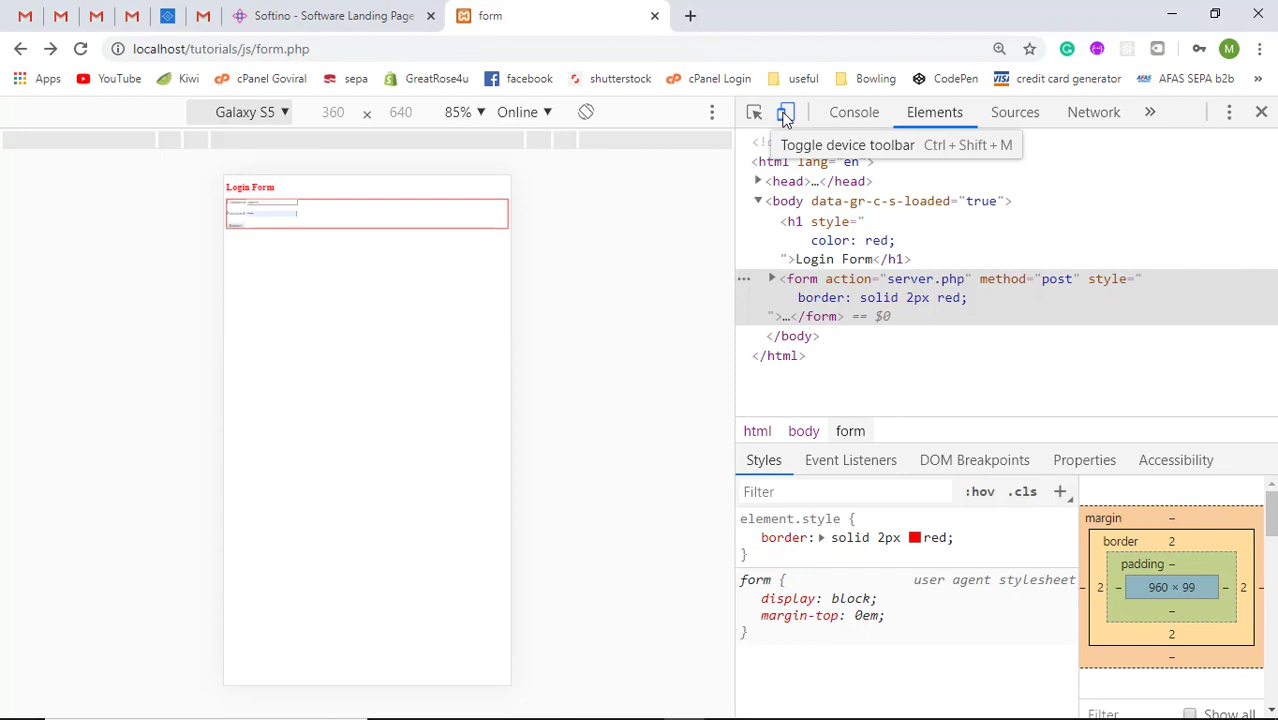 Softino - Software Landing Page
form
localhost/tutorials/js/form.php
M
Apps YouTube Kiwi cPanel Goviral sepa GreatRose4u facebook shutterstock cPanel Login useful Bowling CodePen VISA credit card generator AFAS AFAS SEPA b2b »
Galaxy S5 360 × 640 85% Online
Console Elements Sources Network »
Toggle device toolbar Ctrl + Shift + M
<html lang="en">
<head>…</head>
<body data-gr-c-s-loaded="true">
<h1 style="
color: red;
">Login Form</h1>
<form action="server.php" method="post" style="
border: solid 2px red;
">…</form> == $0
</body>
</html>
Login Form
html body form
Styles Event Listeners DOM Breakpoints Properties Accessibility
Filter :hov .cls +
element.style {
border: solid 2px red;
}
form { user agent stylesheet
display: block;
margin-top: 0em;
}
margin –
border 2
padding –
– 2 – 960 × 99 – 2 –
–
2
–
Filter Show all